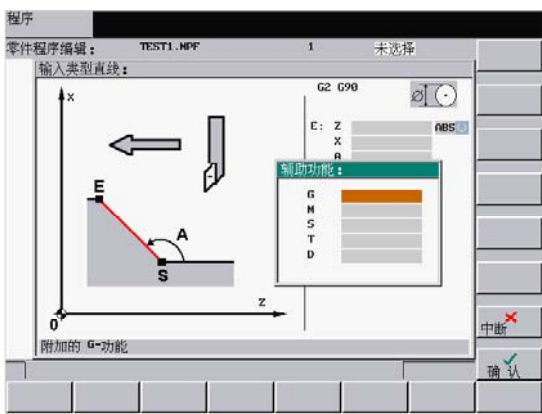 程序
零件程序编辑： TEST1.MPF 1 未选择
输入类型直线：
x
G2 G90
E: Z ABS
X
A
辅助功能：
G
M
S
T
D
E
A
S
z
0
附加的 G-功能
中断
确 认